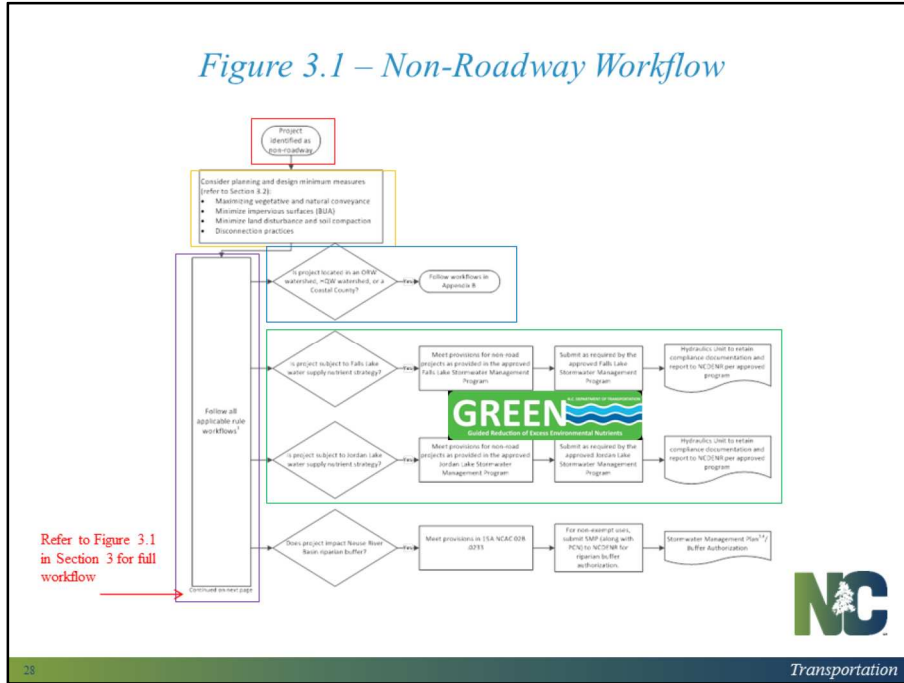 Figure 3.1 – Non-Roadway Workflow
Project
identified as
non-roadway
Consider planning and design minimum measures
(refer to Section 3.2):
• Maximizing vegetative and natural conveyance
• Minimize impervious surfaces (BUA)
• Minimize land disturbance and soil compaction
• Disconnection practices
Is project located in an ORW
watershed, HQW watershed, or a
Coastal County?
Yes
Follow workflows in
Appendix B
Follow all
applicable rule
workflows
Is project subject to Falls Lake
water supply nutrient strategy?
Yes
Meet provisions for non-road
projects as provided in the approved
Falls Lake Stormwater Management
Program
Submit as required by the
approved Falls Lake
Stormwater Management
Program
Hydraulics Unit to retain
compliance documentation and
report to NCDENR per approved
program
N.C. DEPARTMENT OF TRANSPORTATION
GREEN
Guided Reduction of Excess Environmental Nutrients
Is project subject to Jordan Lake
water supply nutrient strategy?
Yes
Meet provisions for non-road
projects as provided in the approved
Jordan Lake Stormwater
Management Program
Submit as required by the
approved Jordan Lake
Stormwater Management
Program
Hydraulics Unit to retain
compliance documentation and
report to NCDENR per approved
program
Does project impact Neuse River
Basin riparian buffer?
Yes
Meet provisions in 15A NCAC 02B
.0233
For non-exempt uses,
submit SMP (along with
PCN) to NCDENR for
riparian buffer
authorization.
Stormwater Management Plan /
Buffer Authorization
Refer to Figure 3.1
in Section 3 for full
workflow
Continued on next page
NC
28
Transportation